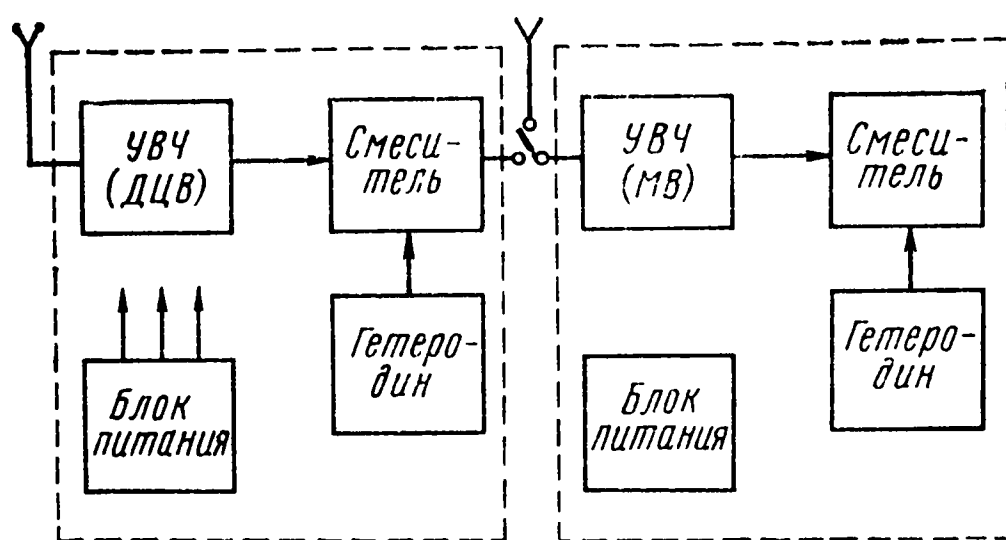 УВЧ
(ДЦВ)
Смеси-
тель
УВЧ
(МВ)
Смеси-
тель
Блок
питания
Гетеро-
дин
Блок
питания
Гетеро-
дин